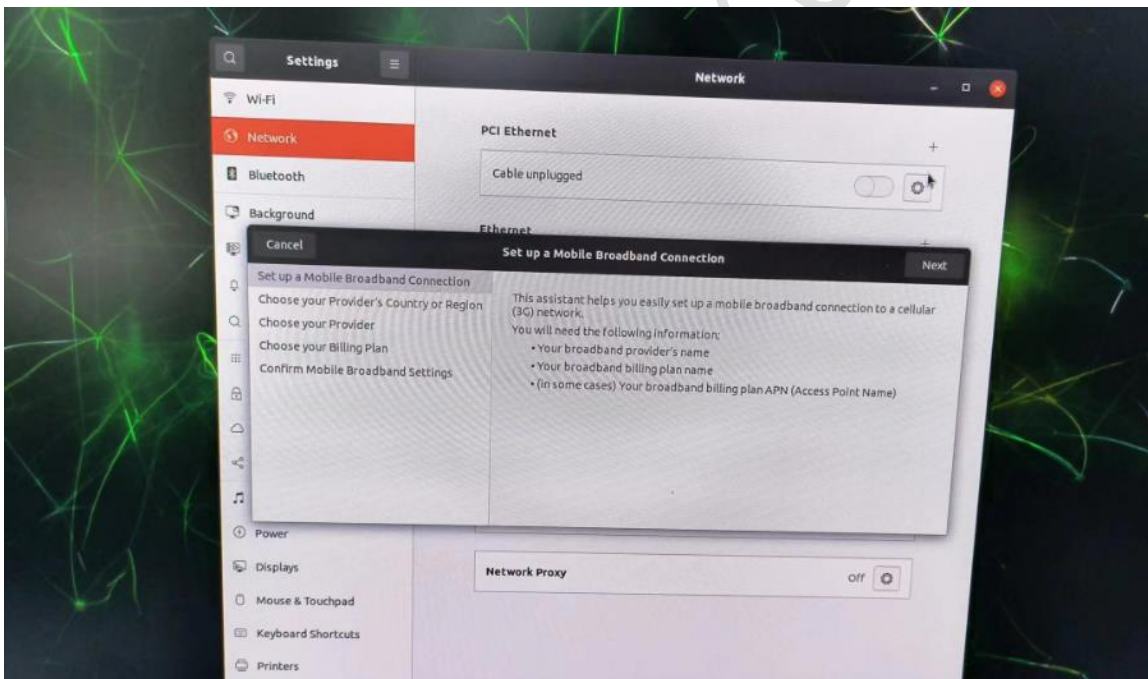 Settings
Network
Wi-Fi
Network
Bluetooth
Background
Power
Displays
Mouse & Touchpad
Keyboard Shortcuts
Printers
PCI Ethernet
Cable unplugged
Ethernet
Cancel
Set up a Mobile Broadband Connection
Next
Set up a Mobile Broadband Connection
Choose your Provider's Country or Region
Choose your Provider
Choose your Billing Plan
Confirm Mobile Broadband Settings
This assistant helps you easily set up a mobile broadband connection to a cellular
(3G) network.
You will need the following information:
• Your broadband provider's name
• Your broadband billing plan name
• (in some cases) Your broadband billing plan APN (Access Point Name)
Network Proxy
Off